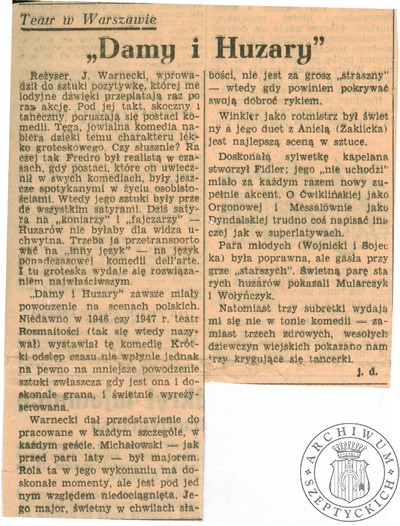 Teatr w Warszawie
„Damy i Huzary”
Reżyser, J. Warnecki, wprowa-
dził do sztuki pozytywkę, której me
lodyjne dźwięki przeplatają raz po
raz akcję. Pod jej takt, skoczny i
taneczny, poruszają się postaci ko-
medii. Tęga, jowialna komedia na-
biera dzięki temu charakteru lek-
ko groteskowego. Czy słusznie? Ra
czej tak Fredro był realistą w cza-
sach, gdy postaci, które on uwiecz-
nił w swych komediach, były jesz-
cze spotykanymi w życiu osobisto-
ściami. Wtedy jego sztuki były prze
de wszystkim satyrami. Dziś saty-
ra na „koniarzy” i „fajczarzy” —
Huzarów nie byłaby dla widza u-
chwytna. Trzeba ją przetransporto
wać na „inny język” — na język
ponadczasowej komedii dell'arte.
I tu groteska wydaje się rozwiąza-
niem najwłaściwszym.
„Damy i Huzary” zawsze miały
powodzenie na scenach polskich.
Niedawno w 1946 czy 1947 r. teatr
Rozmaitości (tak się wtedy nazy-
wał) wystawiał tę komedię Krót-
ki odstęp czasu nie wpłynie jednak
na pewno na mniejsze powodzenie
sztuki zwłaszcza gdy jest ona i do-
skonale grana, i świetnie wyreży-
serowana.
Warnecki dał przedstawienie do-
pracowane w każdym szczególe, w
każdym geście. Michałowski — jak
przed paru laty — był majorem.
Rola ta w jego wykonaniu ma do-
skonałe momenty, ale jest pod jed-
nym względem niedociągnięta. Je-
go major, świetny w chwilach sła-
bości, nie jest za grosz „straszny”
— wtedy gdy powinien pokrywać
swoją dobroć rykiem.
Winkler jako rotmistrz był świet
ny a jego duet z Anielą (Żaklicka)
jest najlepszą sceną w sztuce.
Doskonałą sylwetkę kapelana
stworzył Fidler; jego „nie uchodzi”
miało za każdym razem nowy zu-
pełnie akcent. O Ćwiklińskiej jako
Orgonowej i Messalównie jako
Dyndalskiej trudno coś napisać ina
czej jak w superlatywach.
Para młodych (Wojnicki i Sojec
ka) była poprawna, ale gasła przy
grze „starszych”. Świetną parę sta
rych huzarów pokazali Mularczyk
i Wołyńczyk.
Natomiast trzy subretki wydają
mi się nie w tonie komedii — za-
miast trzech zdrowych, wesołych
dziewczyn wiejskich pokazano nam
trzy krygujące się tancerki.
j. d.
ARCHIWUM
SZEPTYCKICH